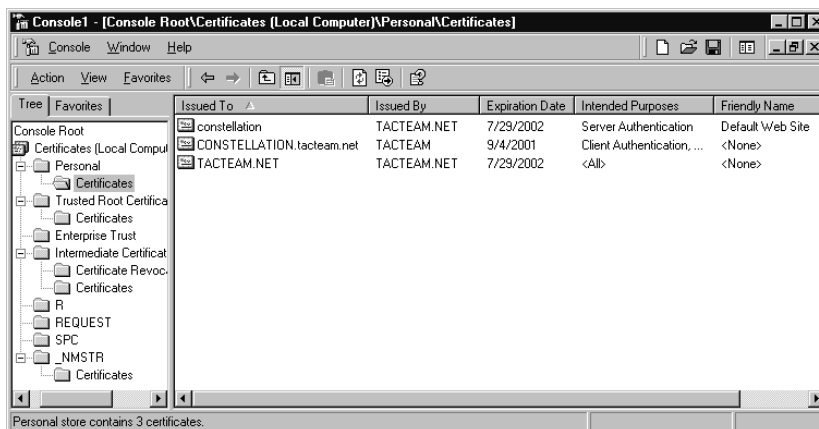 Console1 - [Console Root\Certificates (Local Computer)\Personal\Certificates]
Console Window Help
Action View Favorites
Tree Favorites
Issued To Issued By Expiration Date Intended Purposes Friendly Name
Console Root
Certificates (Local Comput
Personal
Certificates
Trusted Root Certifica
Certificates
Enterprise Trust
Intermediate Certificat
Certificate Revoc
Certificates
R
REQUEST
SPC
_NMSTR
Certificates
constellation TACTEAM.NET 7/29/2002 Server Authentication Default Web Site
CONSTELLATION.tacteam.net TACTEAM 9/4/2001 Client Authentication, ... <None>
TACTEAM.NET TACTEAM.NET 7/29/2002 <All> <None>
Personal store contains 3 certificates.